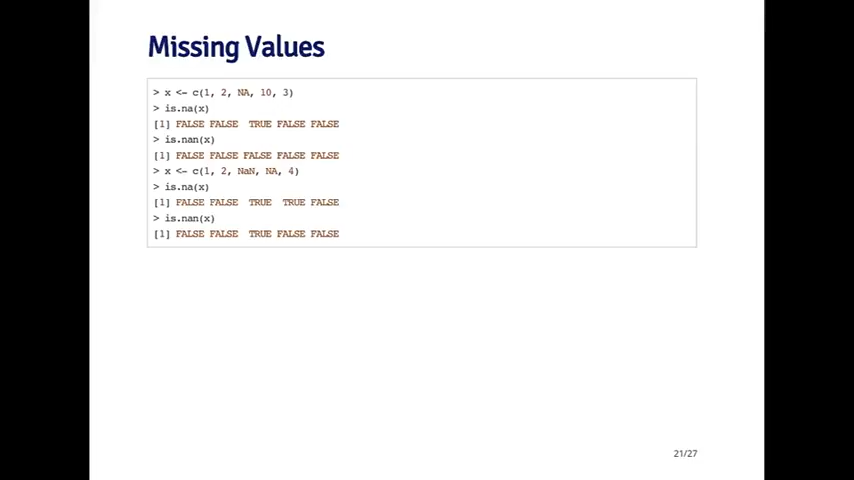 Missing Values
> x <- c(1, 2, NA, 10, 3)
> is.na(x)
[1] FALSE FALSE  TRUE FALSE FALSE
> is.nan(x)
[1] FALSE FALSE FALSE FALSE FALSE
> x <- c(1, 2, NaN, NA, 4)
> is.na(x)
[1] FALSE FALSE  TRUE  TRUE FALSE
> is.nan(x)
[1] FALSE FALSE  TRUE FALSE FALSE
21/27